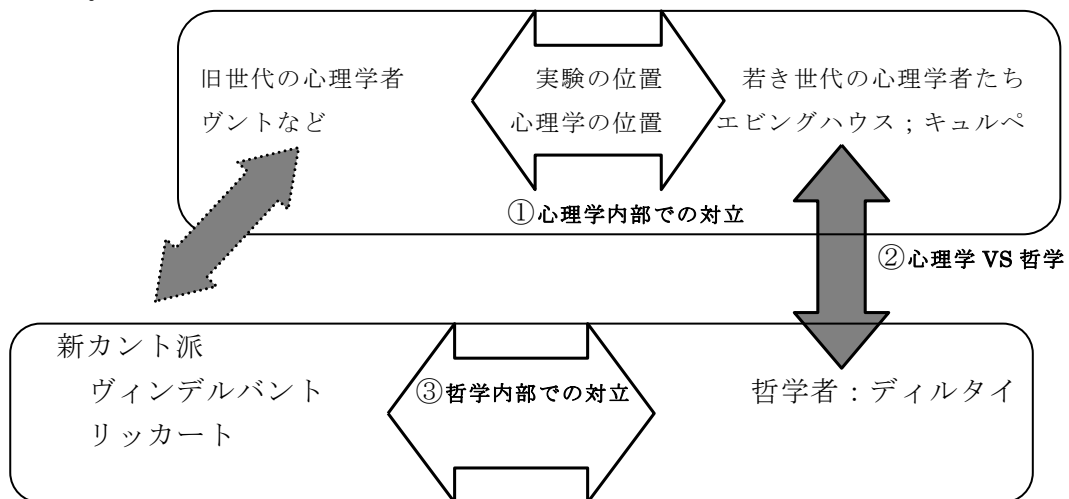 旧世代の心理学者
ヴントなど
実験の位置
心理学の位置
若き世代の心理学者たち
エビングハウス；キュルペ
①心理学内部での対立
②心理学 VS 哲学
新カント派
ヴィンデルバント
リッカート
③哲学内部での対立
哲学者：ディルタイ